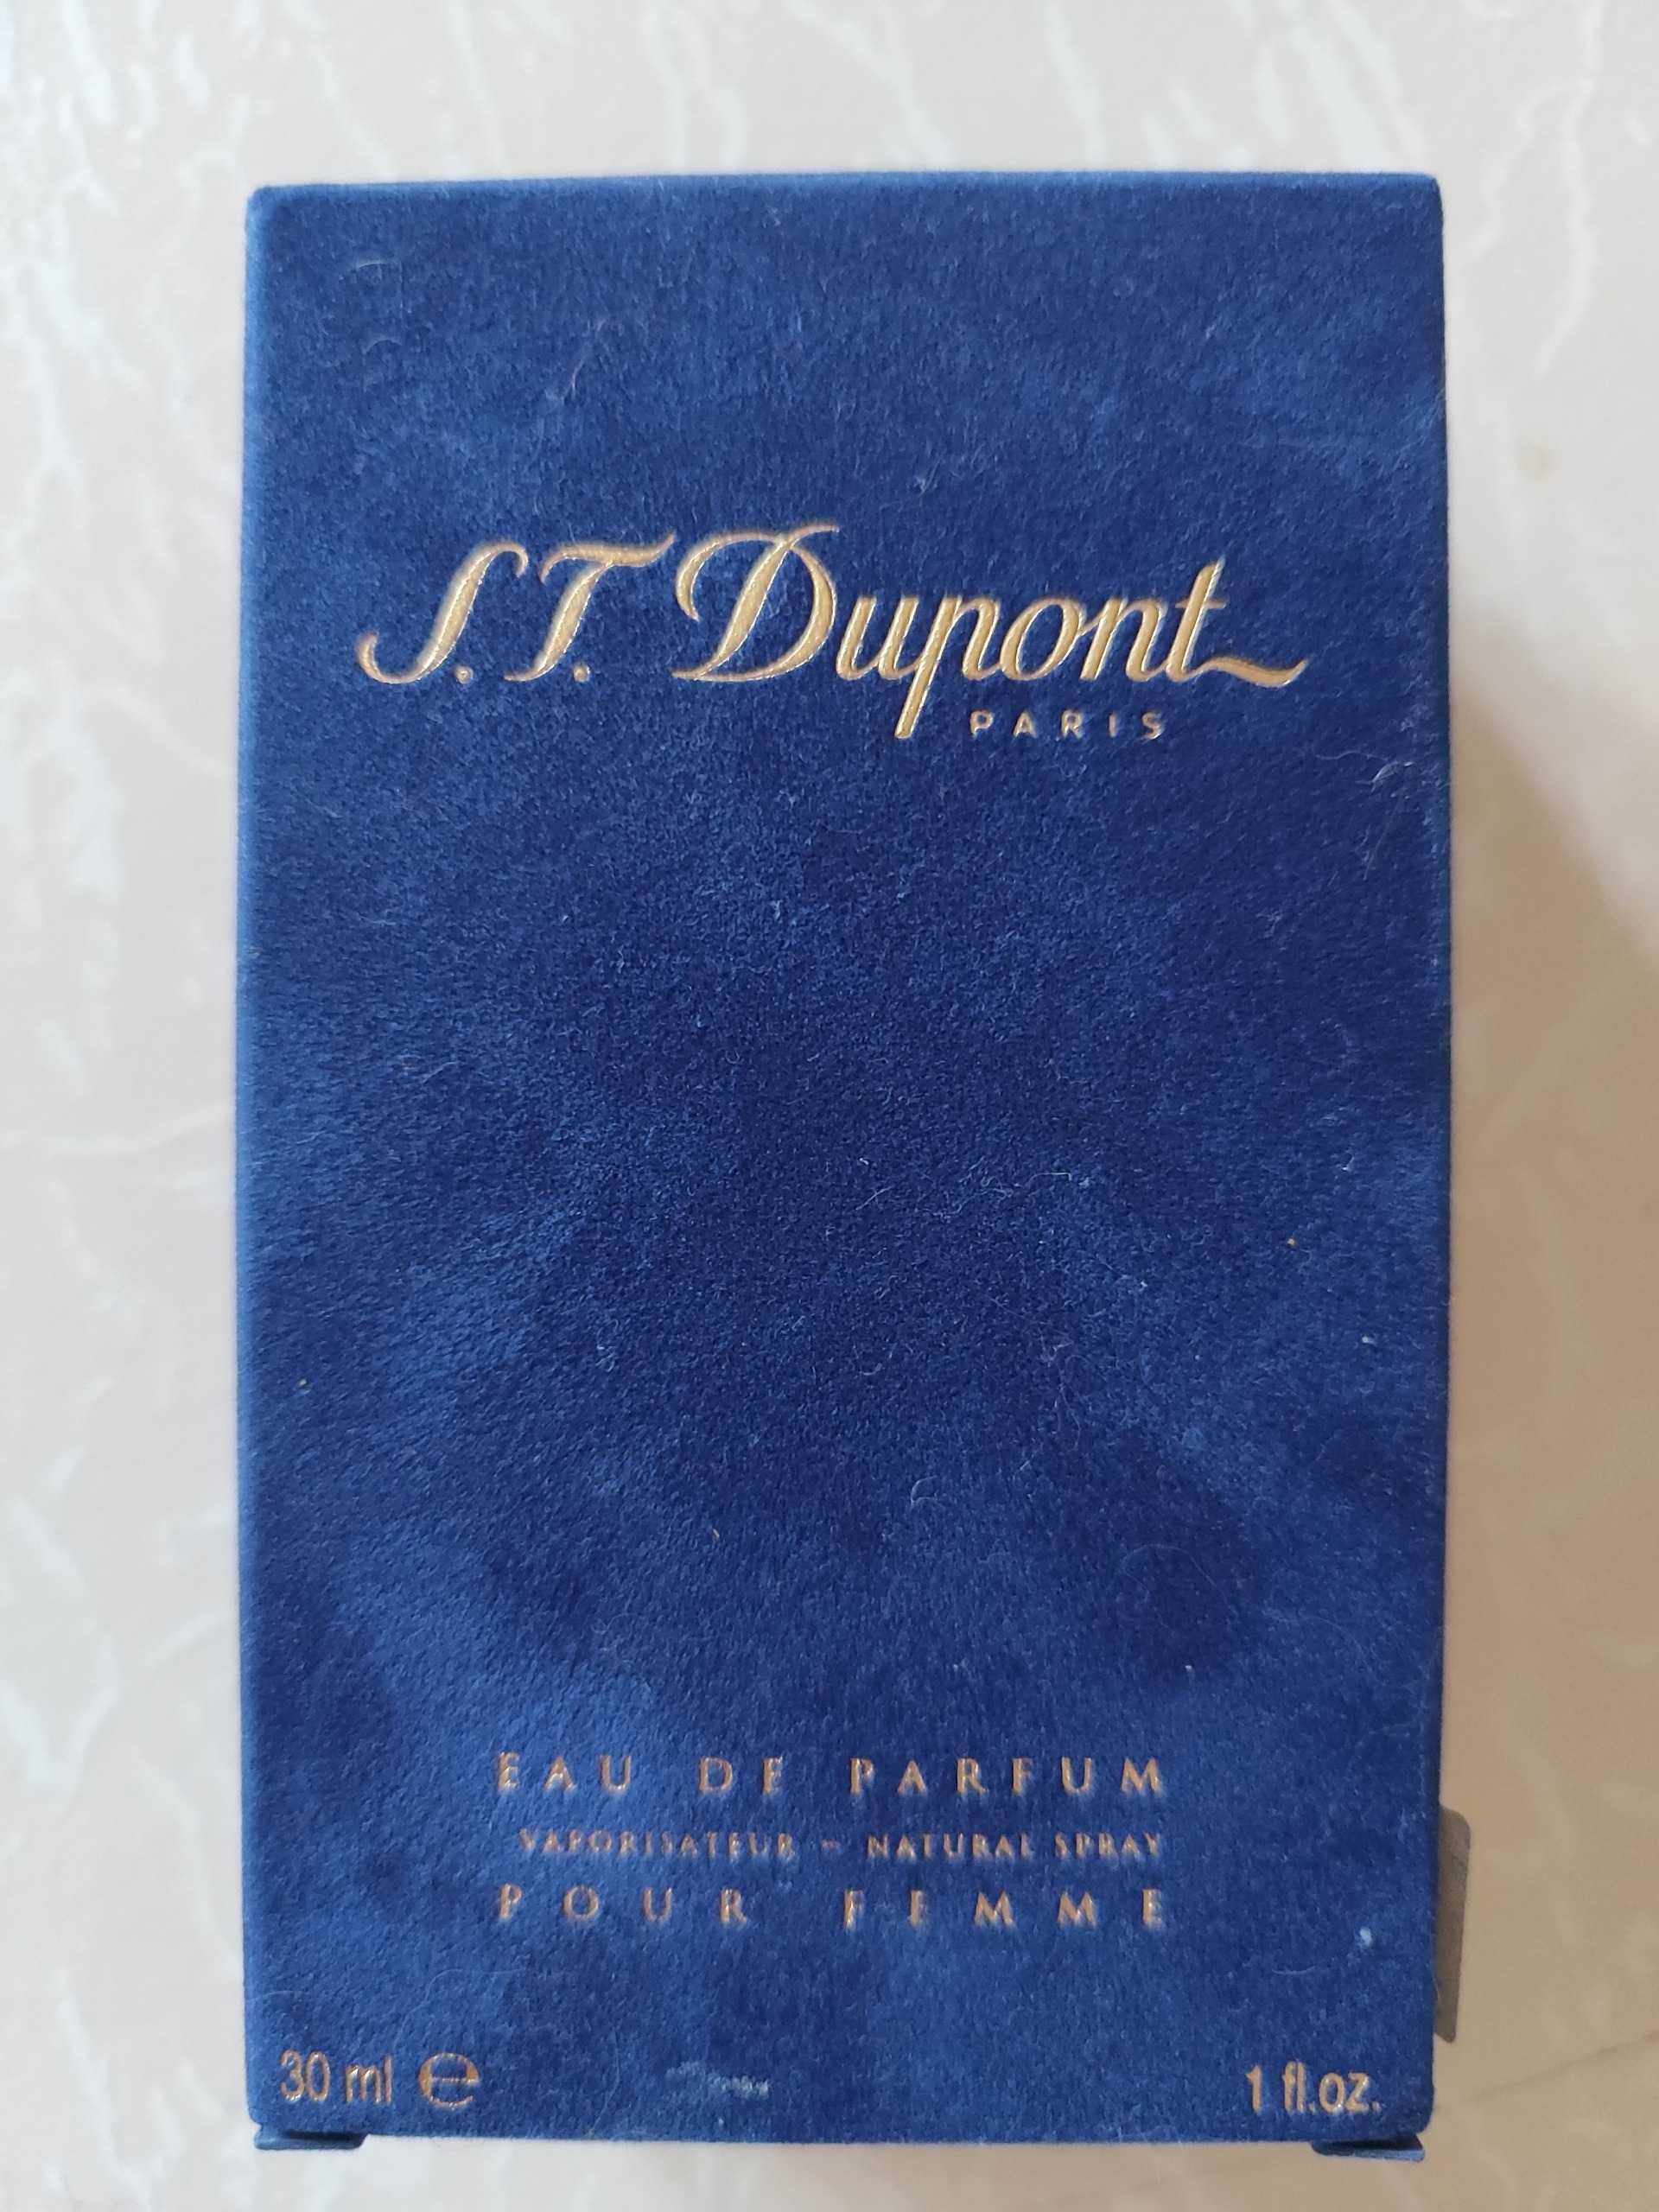 S.T. Dupont
PARIS
EAU DE PARFUM
VAPORISATEUR - NATURAL SPRAY
POUR FEMME
30 ml ℮
1 fl.oz.